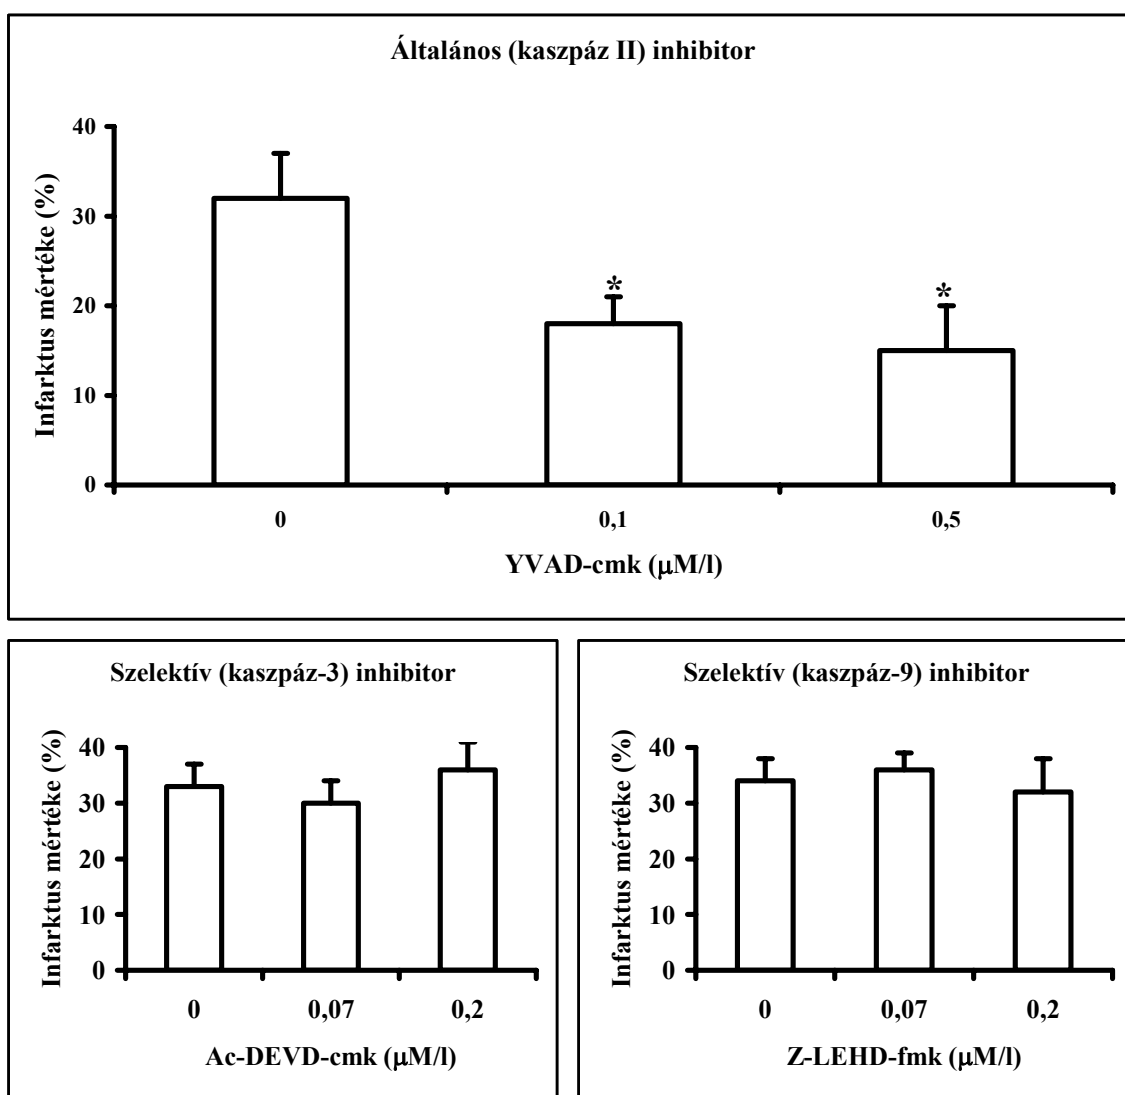 Általános (kaszpáz II) inhibitor
Infarktus mértéke (%)
40
30
20
10
0
*
*
0 0,1 0,5
YVAD-cmk (μM/l)
Szelektív (kaszpáz-3) inhibitor
Infarktus mértéke (%)
40
30
20
10
0
0 0,07 0,2
Ac-DEVD-cmk (μM/l)
Szelektív (kaszpáz-9) inhibitor
Infarktus mértéke (%)
40
30
20
10
0
0 0,07 0,2
Z-LEHD-fmk (μM/l)